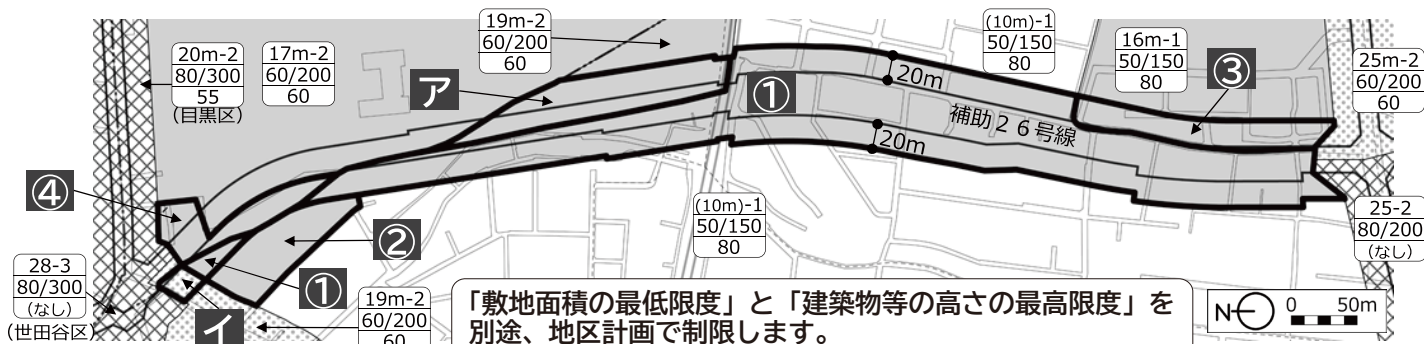 20m-2
80/300
55
(目黒区)
17m-2
60/200
60
19m-2
60/200
60
(10m)-1
50/150
80
16m-1
50/150
80
25m-2
60/200
60
ア
①
20m
補助26号線
20m
③
④
②
①
イ
(10m)-1
50/150
80
25-2
80/200
(なし)
28-3
80/300
(なし)
(世田谷区)
19m-2
60/200
60
「敷地面積の最低限度」と「建築物等の高さの最高限度」を
別途、地区計画で制限します。
N
0 50m